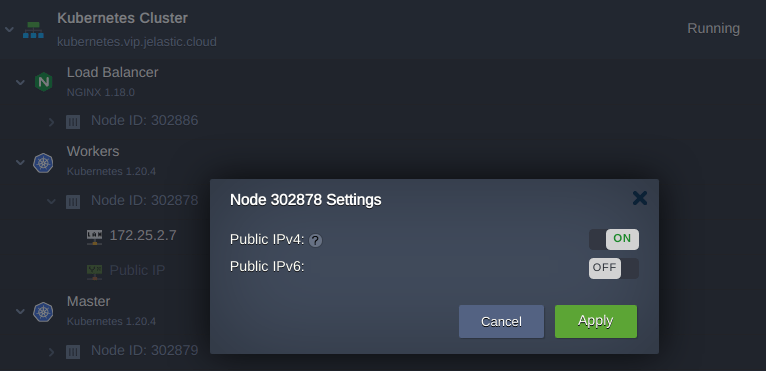 Kubernetes Cluster
kubernetes.vip.jelastic.cloud
Running
Load Balancer
NGINX 1.18.0
Node ID: 302886
Workers
Kubernetes 1.20.4
Node ID: 302878
172.25.2.7
Public IP
Master
Kubernetes 1.20.4
Node ID: 302879
Node 302878 Settings
Public IPv4: ?
ON
Public IPv6:
OFF
Cancel
Apply